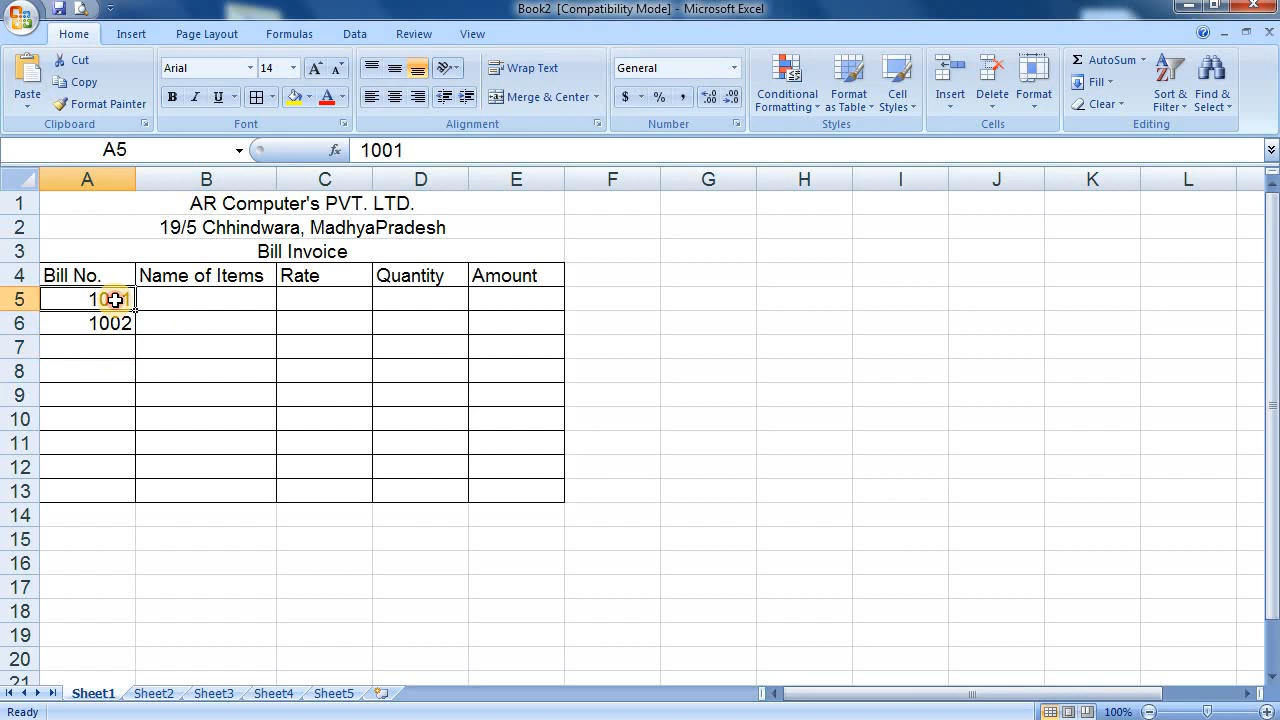 Book2 [Compatibility Mode] - Microsoft Excel
Home Insert Page Layout Formulas Data Review View
Paste
Cut
Copy
Format Painter
Clipboard
Arial 14
B I U
Font
Wrap Text
Merge & Center
Alignment
General
$ % ,
Number
Conditional Formatting
Format as Table
Cell Styles
Styles
Insert Delete Format
Cells
Σ AutoSum
Fill
Clear
Sort & Filter
Find & Select
Editing
A5 fx 1001
A B C D E F G H I J K L
1 AR Computer's PVT. LTD.
2 19/5 Chhindwara, MadhyaPradesh
3 Bill Invoice
4 Bill No. Name of Items Rate Quantity Amount
5 1001
6 1002
7
8
9
10
11
12
13
14
15
16
17
18
19
20
21
Sheet1 Sheet2 Sheet3 Sheet4 Sheet5
Ready 100%